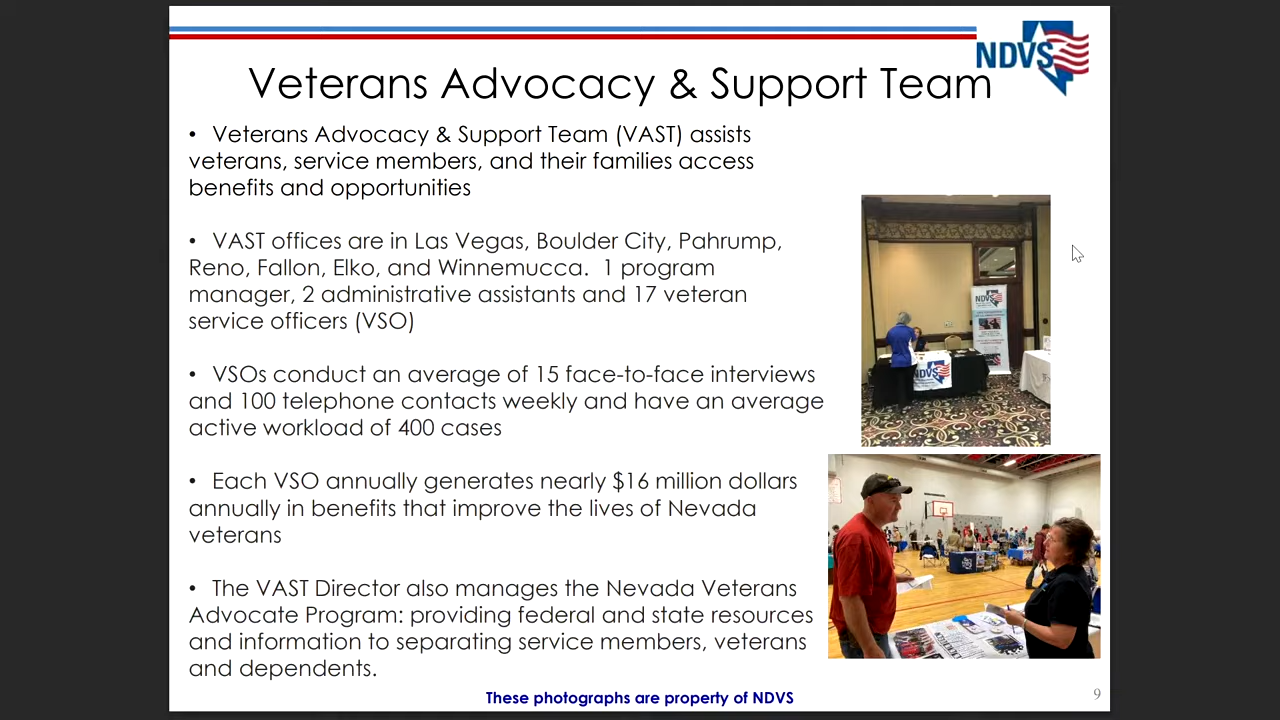 NDVS
Veterans Advocacy & Support Team
• Veterans Advocacy & Support Team (VAST) assists
veterans, service members, and their families access
benefits and opportunities
• VAST offices are in Las Vegas, Boulder City, Pahrump,
Reno, Fallon, Elko, and Winnemucca.  1 program
manager, 2 administrative assistants and 17 veteran
service officers (VSO)
• VSOs conduct an average of 15 face-to-face interviews
and 100 telephone contacts weekly and have an average
active workload of 400 cases
• Each VSO annually generates nearly $16 million dollars
annually in benefits that improve the lives of Nevada
veterans
• The VAST Director also manages the Nevada Veterans
Advocate Program: providing federal and state resources
and information to separating service members, veterans
and dependents.
NDVS
NDVS
These photographs are property of NDVS
9